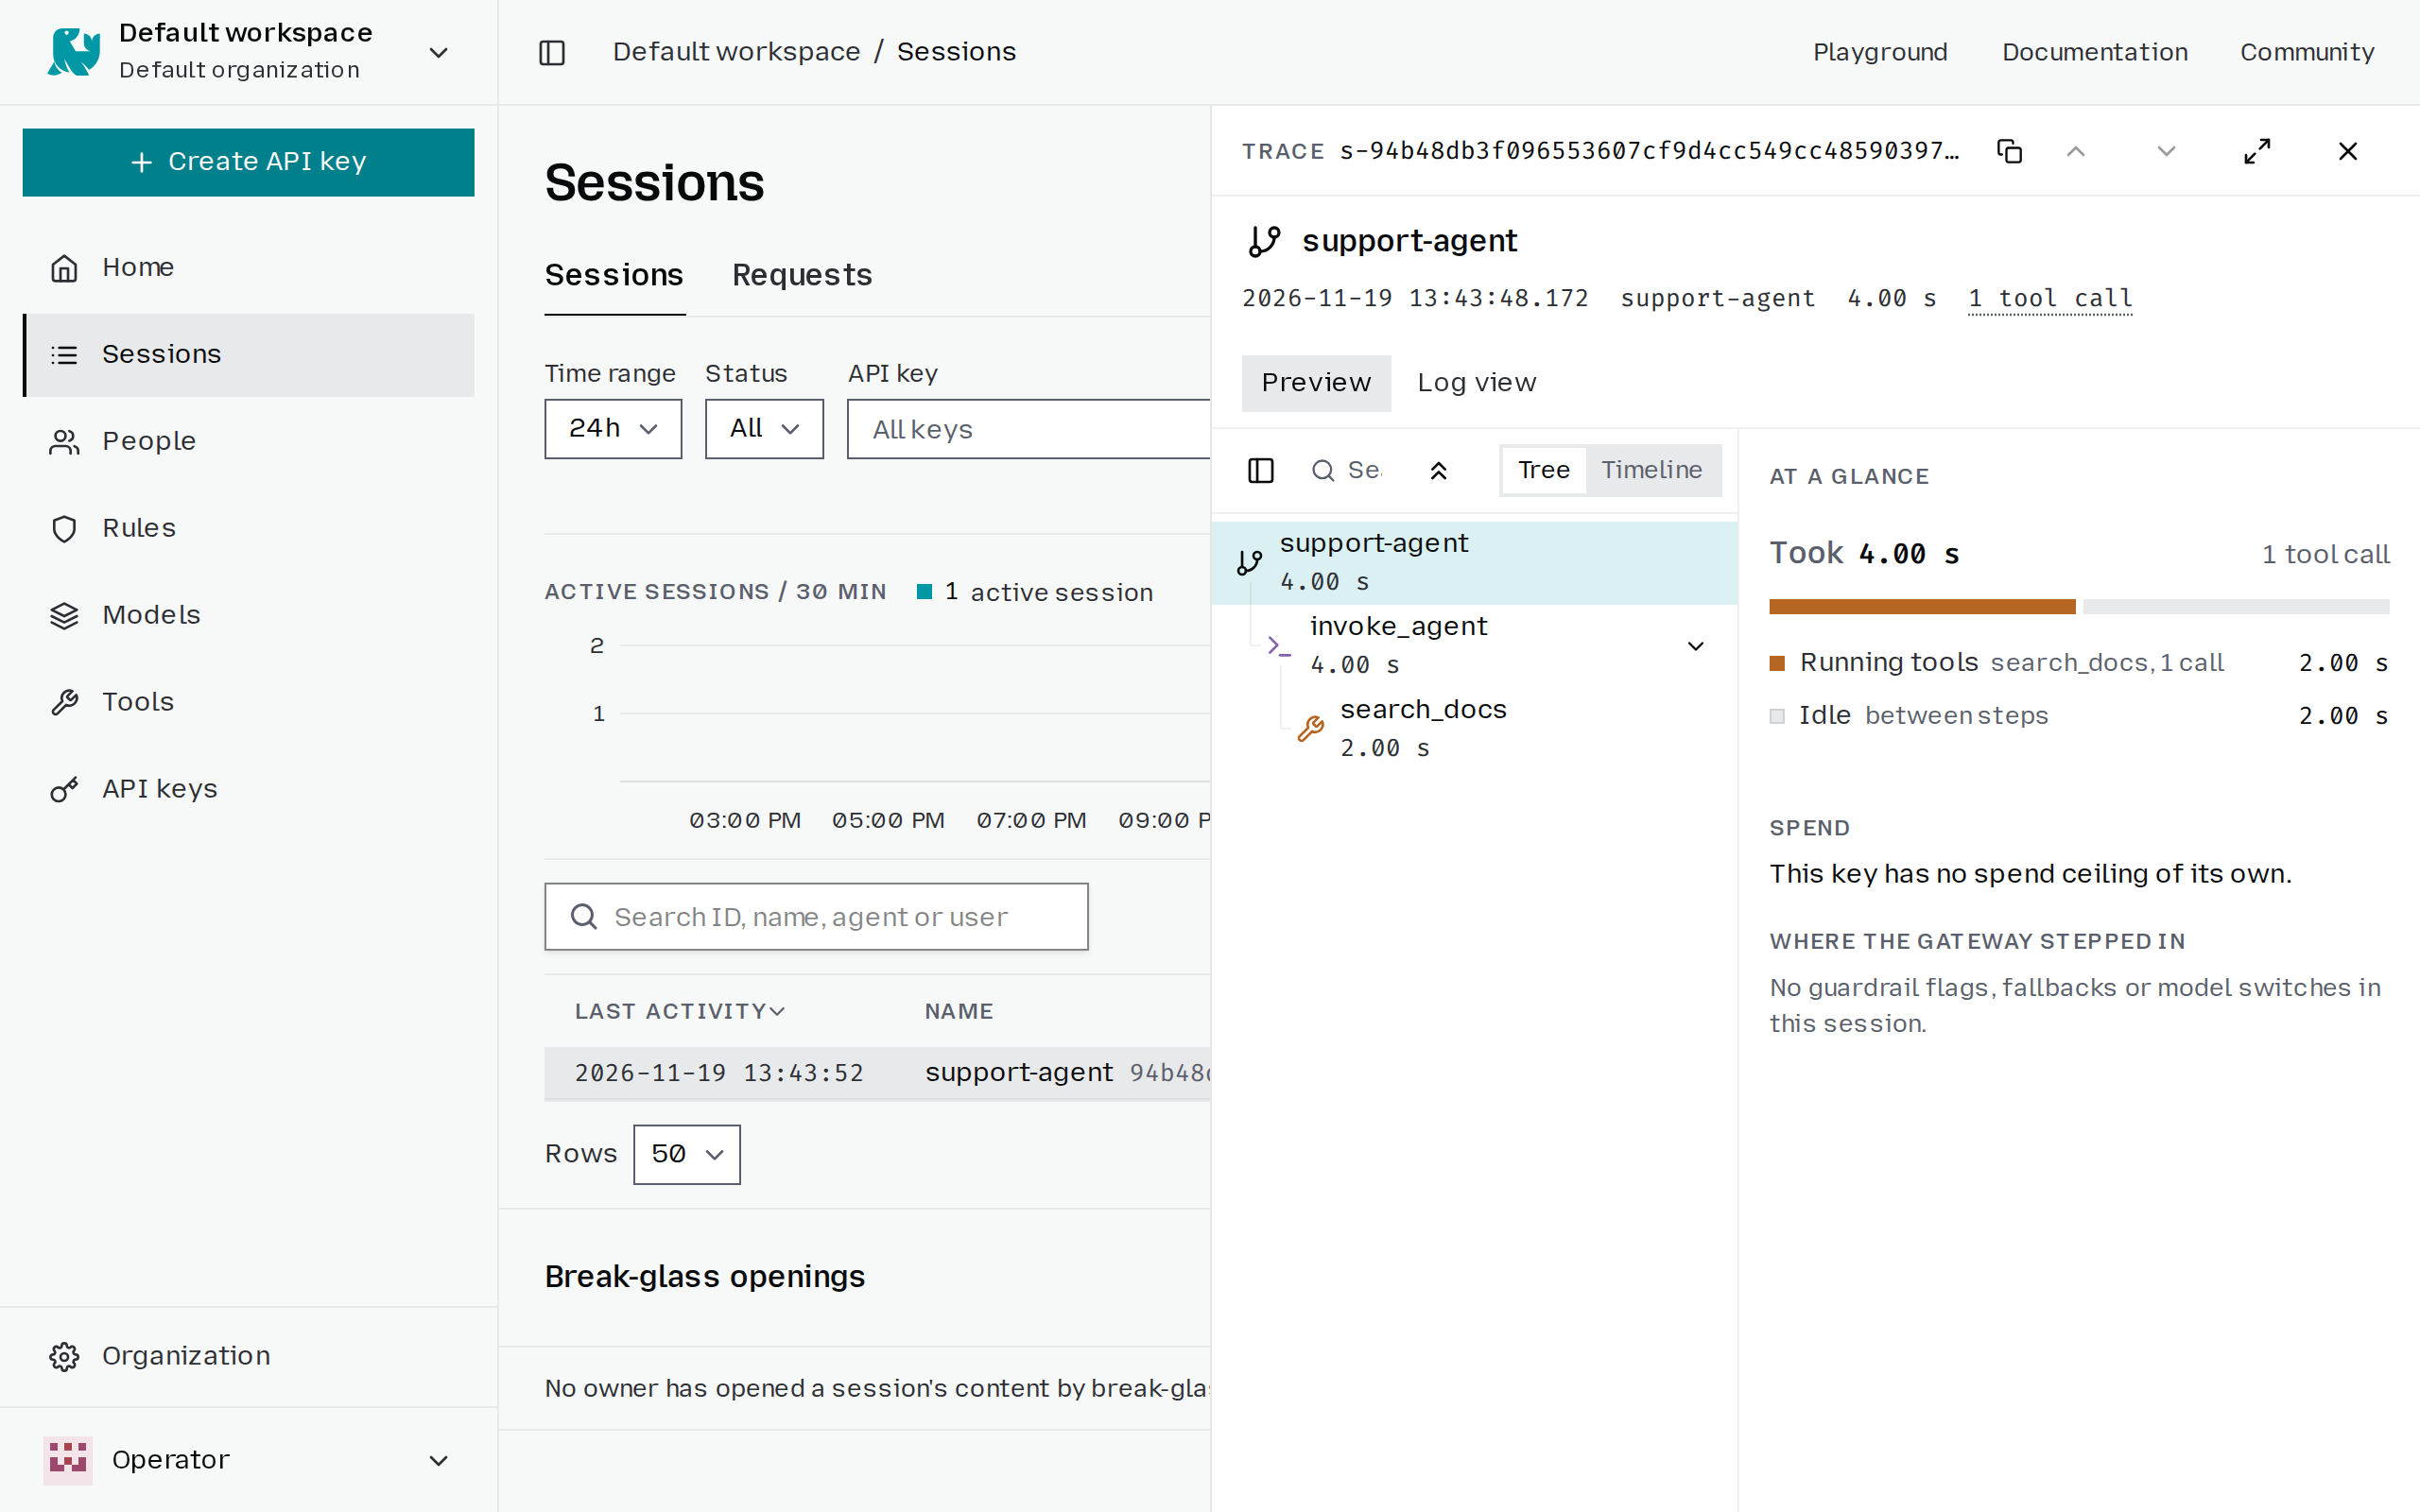 Default workspace
Default organization
Create API key
Home
Sessions
People
Rules
Models
Tools
API keys
Organization
Operator
Default workspace / Sessions
Playground
Documentation
Community
Sessions
Sessions
Requests
Time range
Status
API key
24h
All
All keys
ACTIVE SESSIONS / 30 MIN
1 active session
2
1
03:00 PM
05:00 PM
07:00 PM
09:00 P
Search ID, name, agent or user
LAST ACTIVITY
NAME
2026-11-19 13:43:52
support-agent 94b48
Rows
50
Break-glass openings
No owner has opened a session's content by break-gla
TRACE s-94b48db3f096553607cf9d4cc549cc48590397…
support-agent
2026-11-19 13:43:48.172 support-agent 4.00 s 1 tool call
Preview
Log view
Sea
Tree
Timeline
support-agent
4.00 s
invoke_agent
4.00 s
search_docs
2.00 s
AT A GLANCE
Took 4.00 s
1 tool call
Running tools search_docs, 1 call 2.00 s
Idle between steps 2.00 s
SPEND
This key has no spend ceiling of its own.
WHERE THE GATEWAY STEPPED IN
No guardrail flags, fallbacks or model switches in
this session.